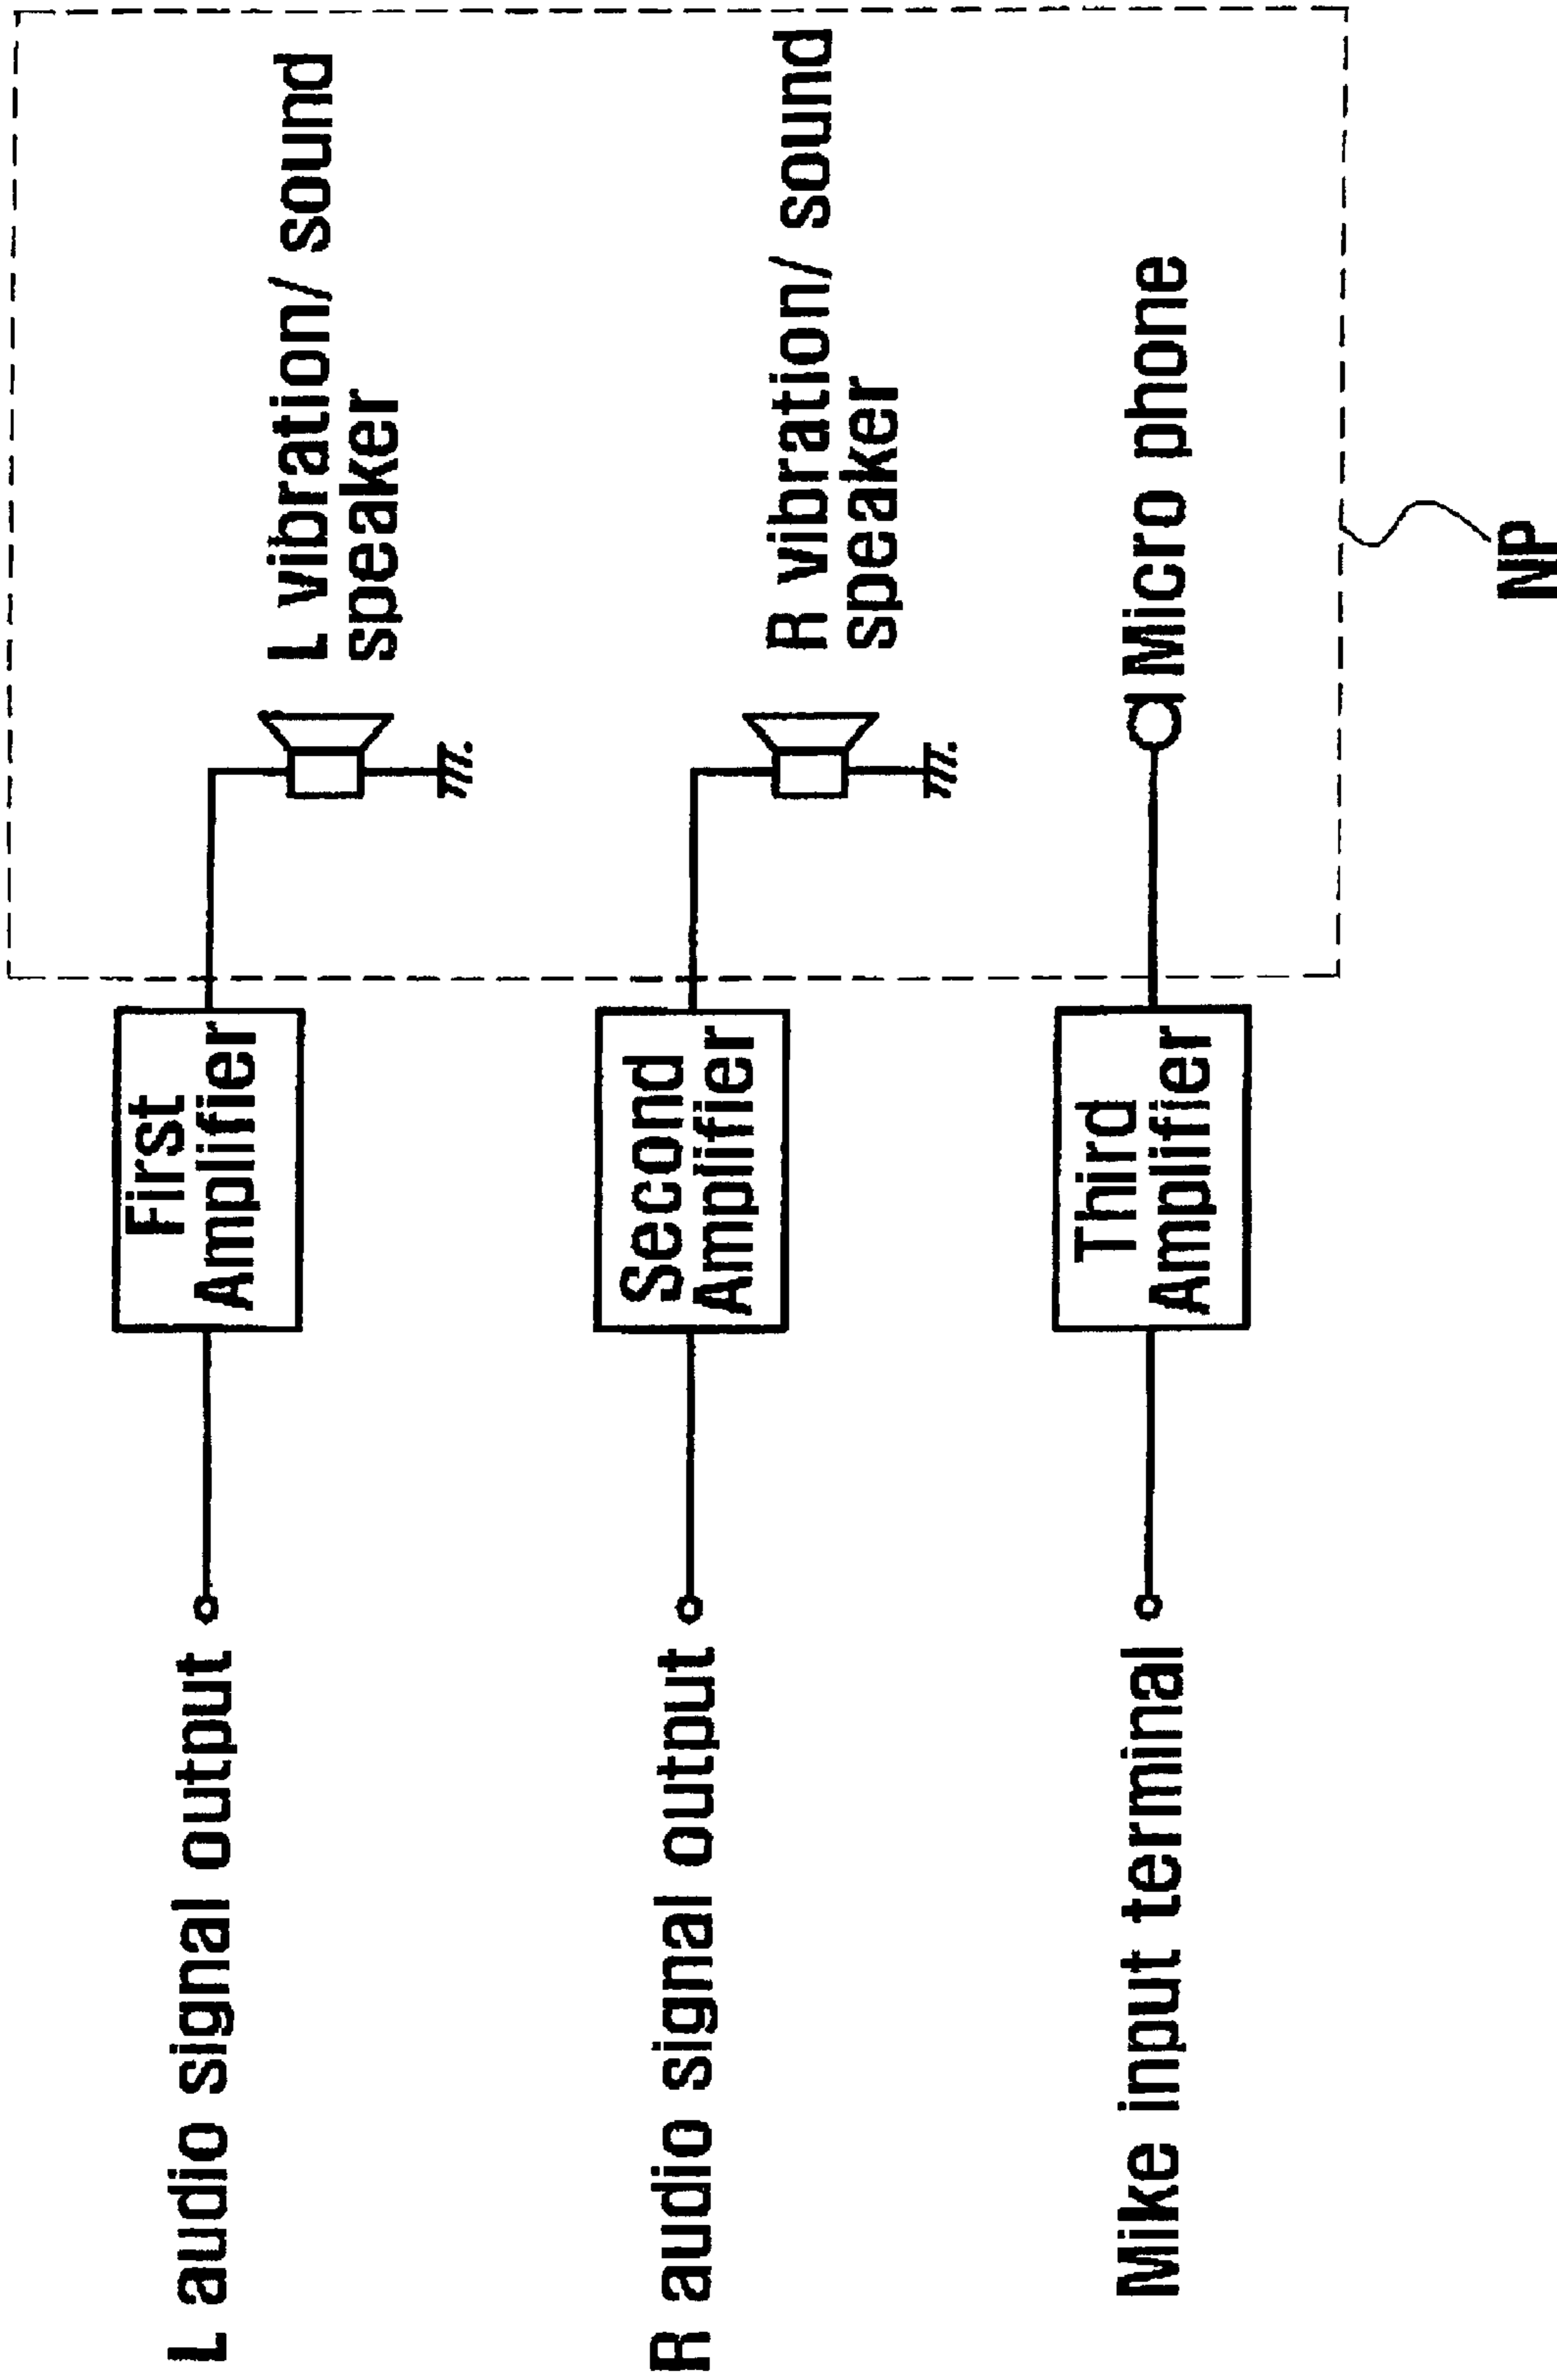 L audio signal output
First
Amplifier
L vibration/ sound
speaker
R audio signal output
Second
Amplifier
R vibration/ sound
speaker
Mike input terminal
Third
Amplifier
Micro phone
NP